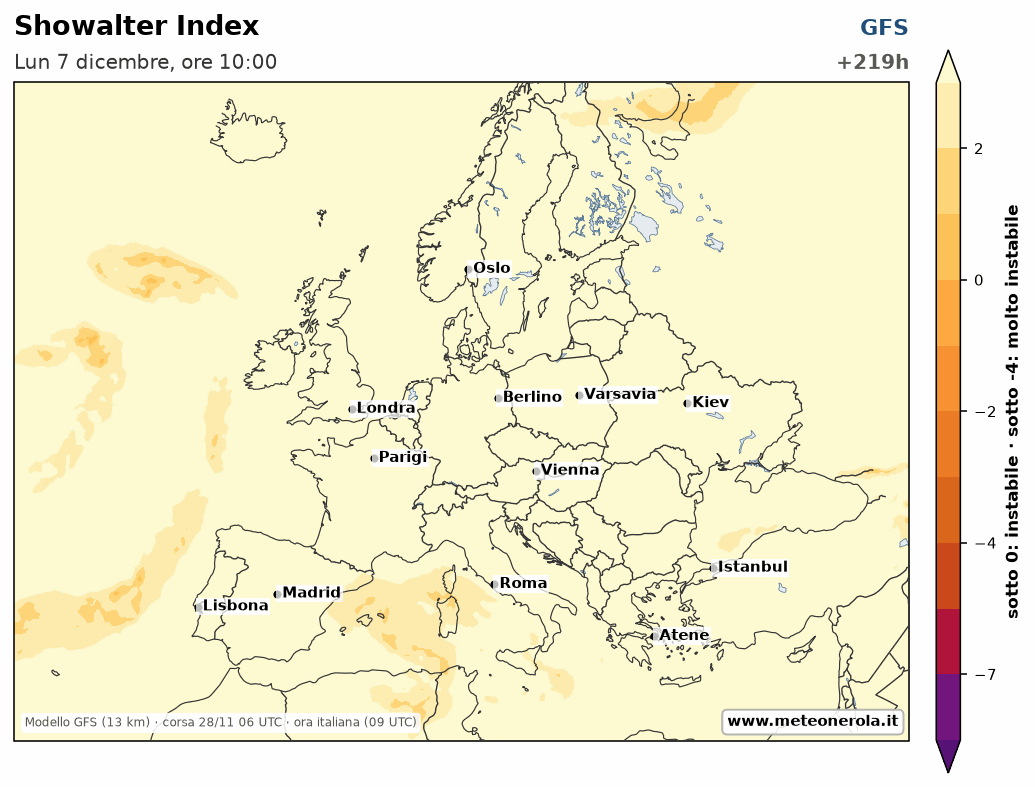 Showalter Index
GFS
Lun 7 dicembre, ore 10:00
+219h
Oslo
Londra
Berlino
Varsavia
Kiev
Parigi
Vienna
Istanbul
Roma
Madrid
Lisbona
Atene
Modello GFS (13 km) · corsa 28/11 06 UTC · ora italiana (09 UTC)
www.meteonerola.it
2
0
−2
−4
−7
sotto 0: instabile · sotto -4: molto instabile